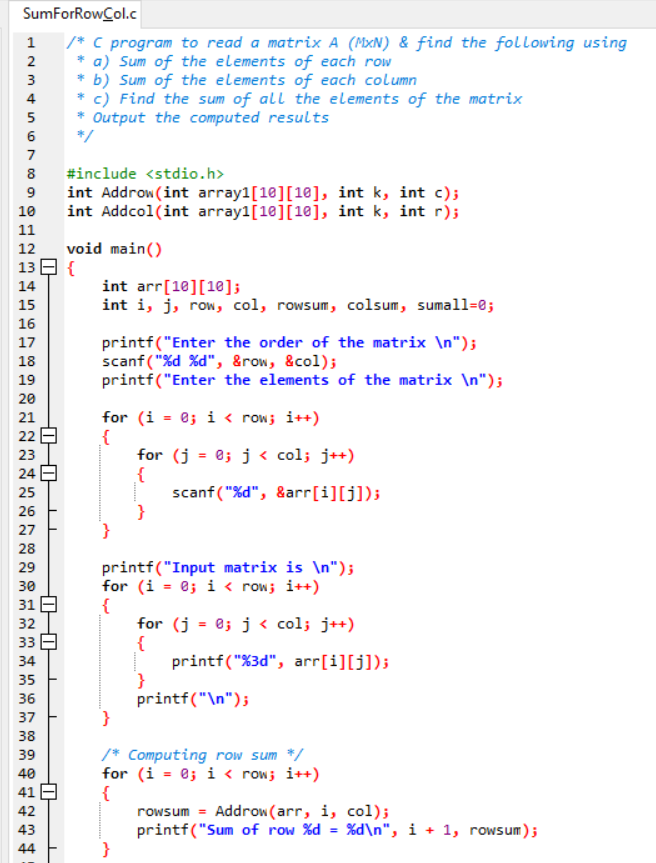 SumForRowCol.c
1 /* C program to read a matrix A (MxN) & find the following using
2 * a) Sum of the elements of each row
3 * b) Sum of the elements of each column
4 * c) Find the sum of all the elements of the matrix
5 * Output the computed results
6 */
7
8 #include <stdio.h>
9 int Addrow(int array1[10][10], int k, int c);
10 int Addcol(int array1[10][10], int k, int r);
11
12 void main()
13 {
14 int arr[10][10];
15 int i, j, row, col, rowsum, colsum, sumall=0;
16
17 printf("Enter the order of the matrix \n");
18 scanf("%d %d", &row, &col);
19 printf("Enter the elements of the matrix \n");
20
21 for (i = 0; i < row; i++)
22 {
23 for (j = 0; j < col; j++)
24 {
25 scanf("%d", &arr[i][j]);
26 }
27 }
28
29 printf("Input matrix is \n");
30 for (i = 0; i < row; i++)
31 {
32 for (j = 0; j < col; j++)
33 {
34 printf("%3d", arr[i][j]);
35 }
36 printf("\n");
37 }
38
39 /* Computing row sum */
40 for (i = 0; i < row; i++)
41 {
42 rowsum = Addrow(arr, i, col);
43 printf("Sum of row %d = %d\n", i + 1, rowsum);
44 }